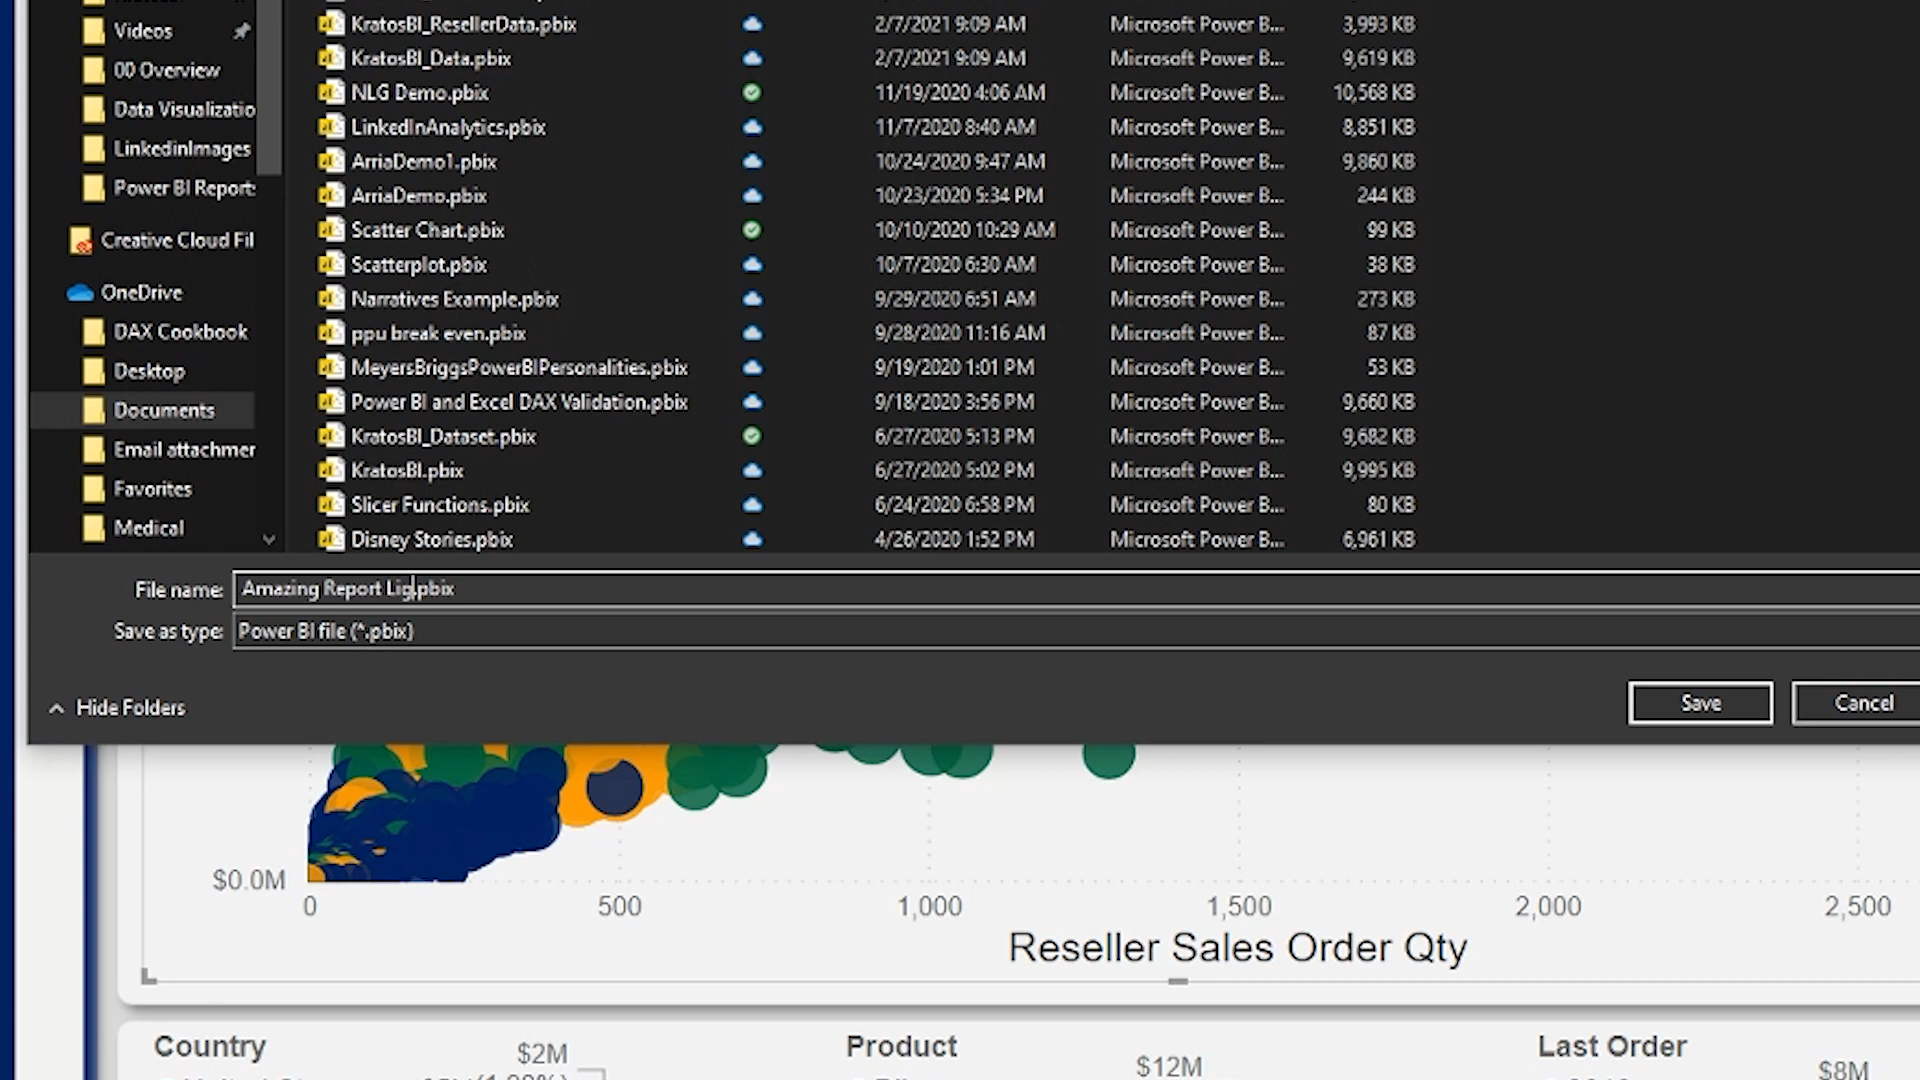 Videos
00 Overview
Data Visualizatio
LinkedinImages
Power BI Reports
Creative Cloud Fil
OneDrive
DAX Cookbook
Desktop
Documents
Email attachmer
Favorites
Medical
KratosBI_ResellerData.pbix 2/7/2021 9:09 AM Microsoft Power B... 3,993 KB
KratosBI_Data.pbix 2/7/2021 9:09 AM Microsoft Power B... 9,619 KB
NLG Demo.pbix 11/19/2020 4:06 AM Microsoft Power B... 10,568 KB
LinkedInAnalytics.pbix 11/7/2020 8:40 AM Microsoft Power B... 8,851 KB
ArriaDemo1.pbix 10/24/2020 9:47 AM Microsoft Power B... 9,860 KB
ArriaDemo.pbix 10/23/2020 5:34 PM Microsoft Power B... 244 KB
Scatter Chart.pbix 10/10/2020 10:29 AM Microsoft Power B... 99 KB
Scatterplot.pbix 10/7/2020 6:30 AM Microsoft Power B... 38 KB
Narratives Example.pbix 9/29/2020 6:51 AM Microsoft Power B... 273 KB
ppu break even.pbix 9/28/2020 11:16 AM Microsoft Power B... 87 KB
MeyersBriggsPowerBIPersonalities.pbix 9/19/2020 1:01 PM Microsoft Power B... 53 KB
Power BI and Excel DAX Validation.pbix 9/18/2020 3:56 PM Microsoft Power B... 9,660 KB
KratosBI_Dataset.pbix 6/27/2020 5:13 PM Microsoft Power B... 9,682 KB
KratosBI.pbix 6/27/2020 5:02 PM Microsoft Power B... 9,995 KB
Slicer Functions.pbix 6/24/2020 6:58 PM Microsoft Power B... 80 KB
Disney Stories.pbix 4/26/2020 1:52 PM Microsoft Power B... 6,961 KB
File name: Amazing Report Lig.pbix
Save as type: Power BI file (*.pbix)
Hide Folders
Save Cancel
$0.0M
0 500 1,000 1,500 2,000 2,500
Reseller Sales Order Qty
Country Product Last Order
$2M $12M $8M